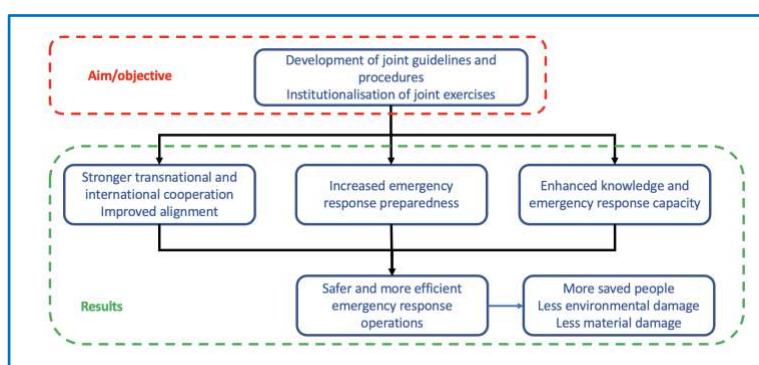 Aim/objective
Development of joint guidelines and
procedures
Institutionalisation of joint exercises
Stronger transnational and
international cooperation
Improved alignment
Increased emergency
response preparedness
Enhanced knowledge and
emergency response capacity
Results
Safer and more efficient
emergency response
operations
More saved people
Less environmental damage
Less material damage